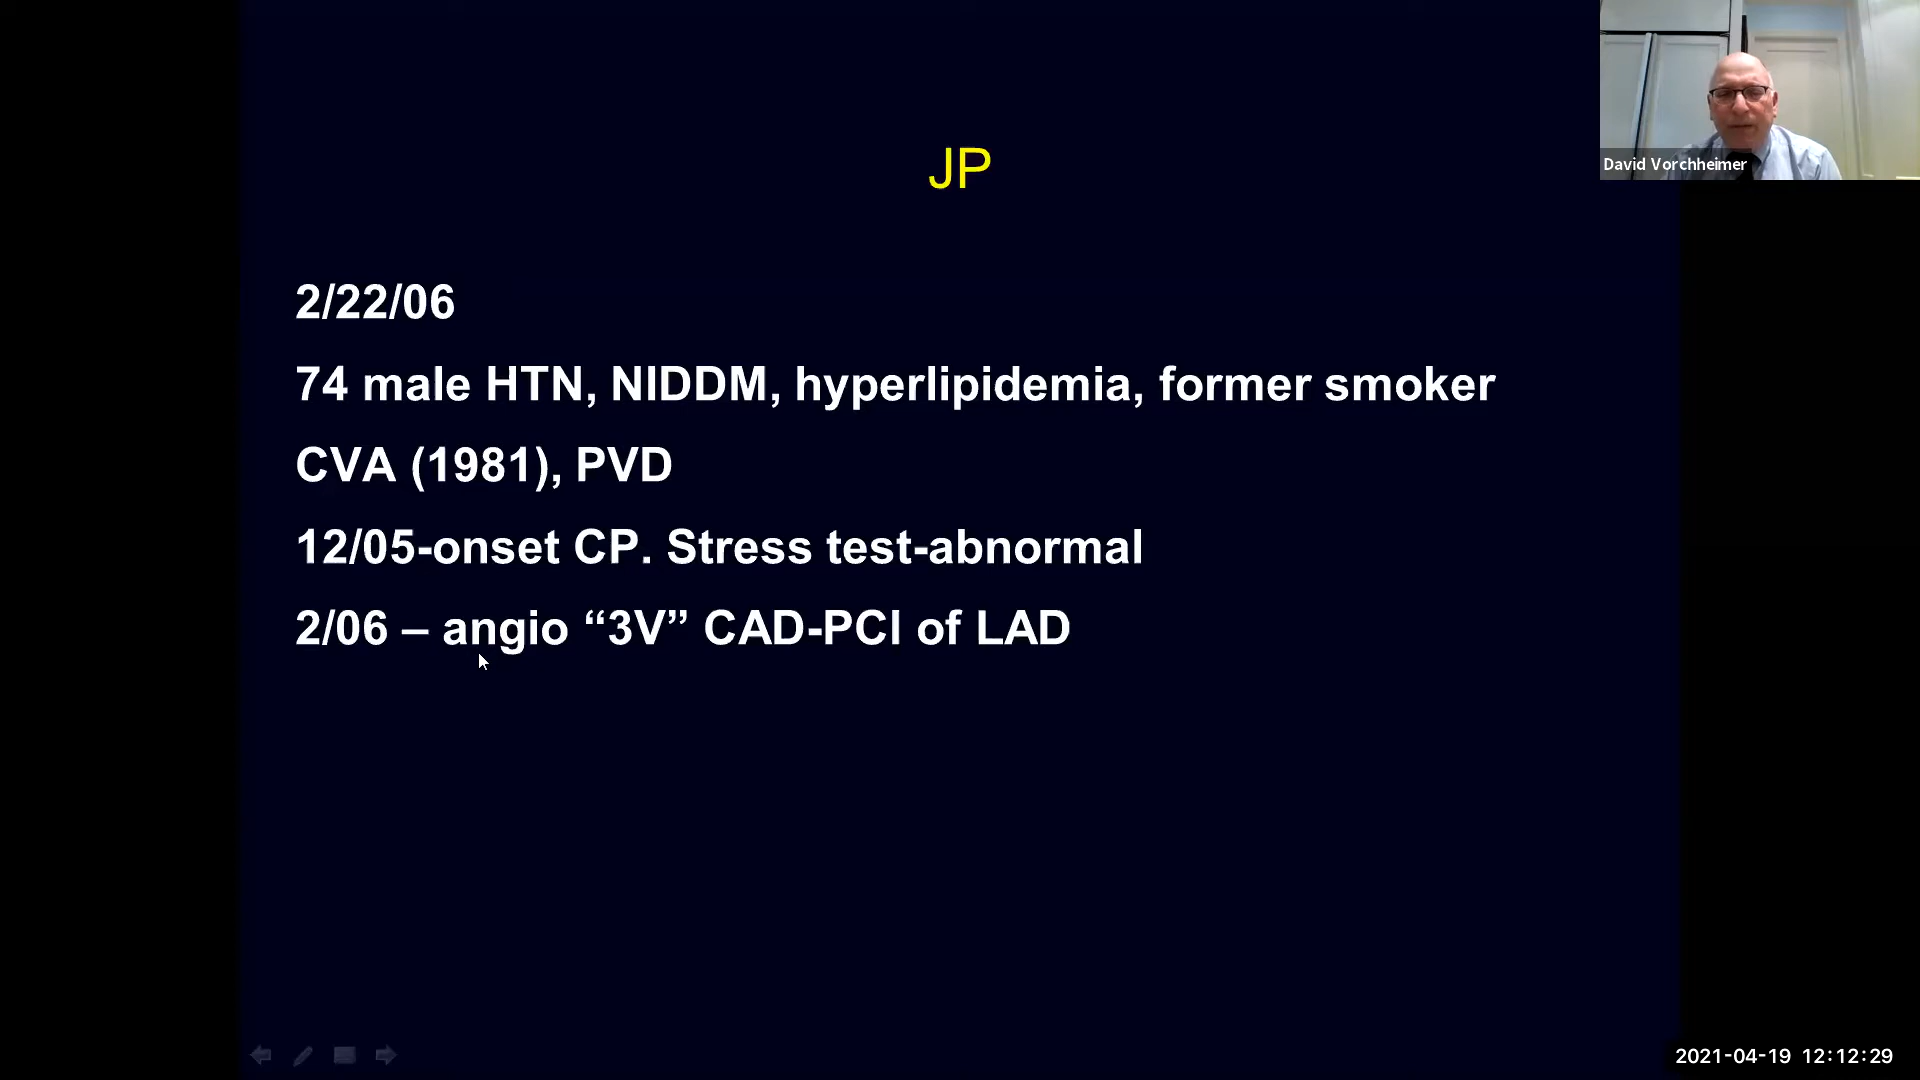 JP
David Vorchheimer
2/22/06
74 male HTN, NIDDM, hyperlipidemia, former smoker
CVA (1981), PVD
12/05-onset CP. Stress test-abnormal
2/06 – angio “3V” CAD-PCI of LAD
2021-04-19 12:12:29